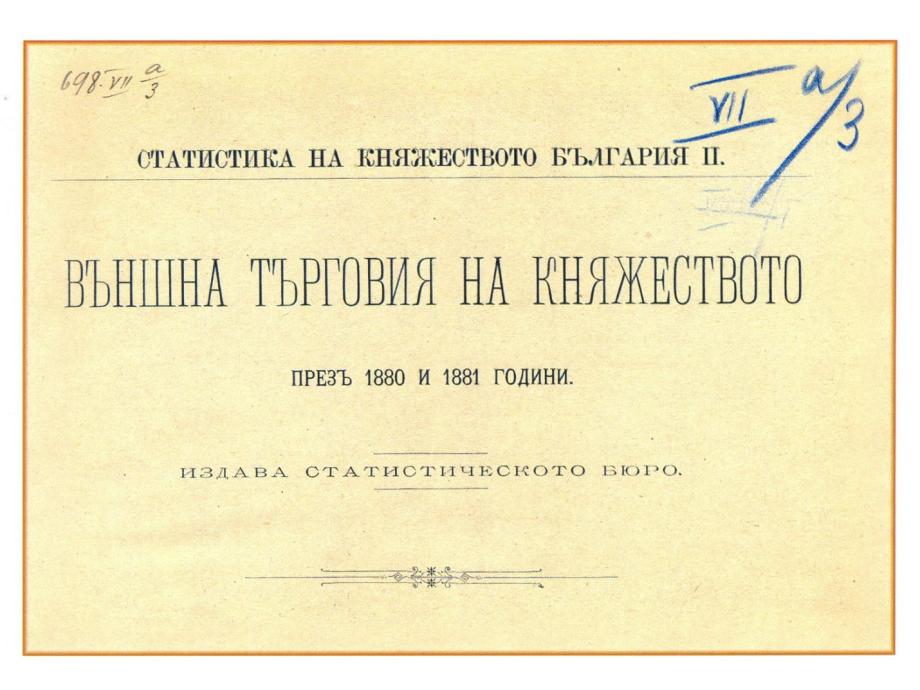 698. VII a/3
VII a/3
СТАТИСТИКА НА КНЯЖЕСТВОТО БЪЛГАРИЯ II.
ВЪНШНА ТЪРГОВИЯ НА КНЯЖЕСТВОТО
ПРЕЗЪ 1880 И 1881 ГОДИНИ.
ИЗДАВА СТАТИСТИЧЕСКОТО БЮРО.